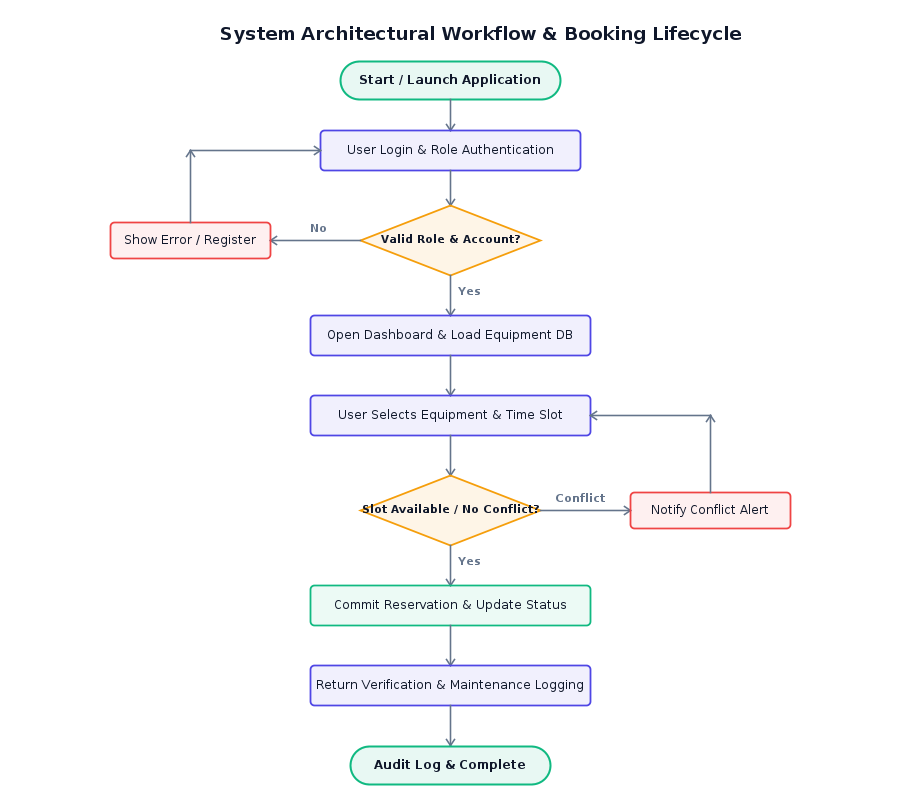 System Architectural Workflow & Booking Lifecycle
Start / Launch Application
User Login & Role Authentication
Valid Role & Account?
No
Show Error / Register
Yes
Open Dashboard & Load Equipment DB
User Selects Equipment & Time Slot
Slot Available / No Conflict?
Conflict
Notify Conflict Alert
Yes
Commit Reservation & Update Status
Return Verification & Maintenance Logging
Audit Log & Complete